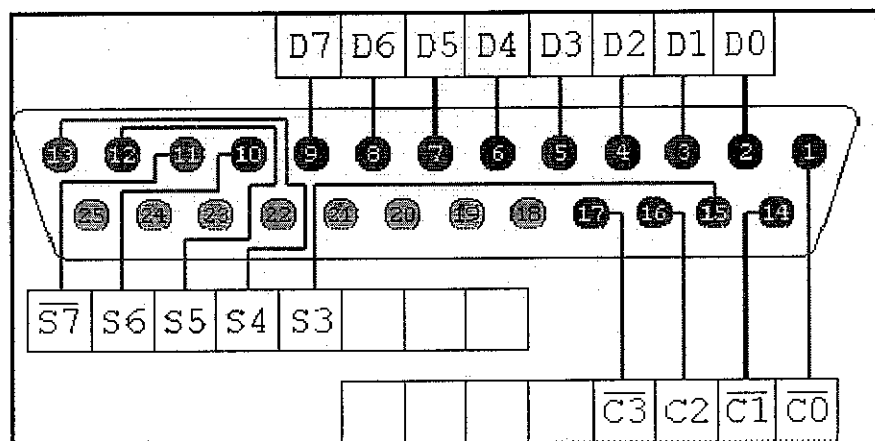 D7 D6 D5 D4 D3 D2 D1 D0
13 12 11 10 9 8 7 6 5 4 3 2 1
25 24 23 22 21 20 19 18 17 16 15 14
S̅7̅ S6 S5 S4 S3
C̅3̅ C2 C̅1̅ C̅0̅